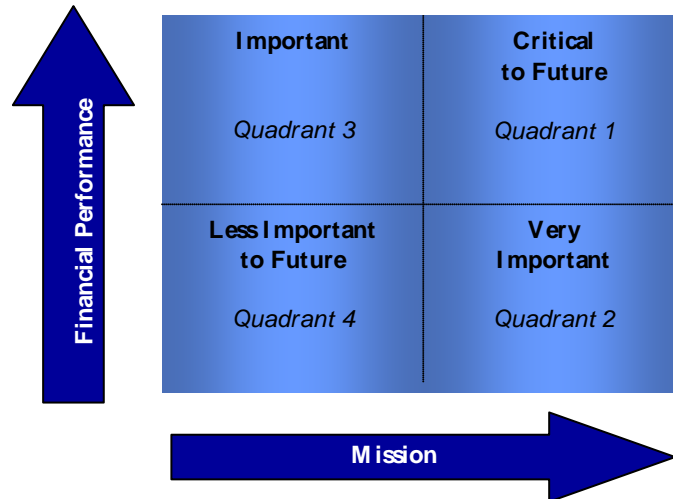 Important
Quadrant 3
Critical
to Future
Quadrant 1
Less Important
to Future
Quadrant 4
Very
Important
Quadrant 2
Financial Performance
Mission